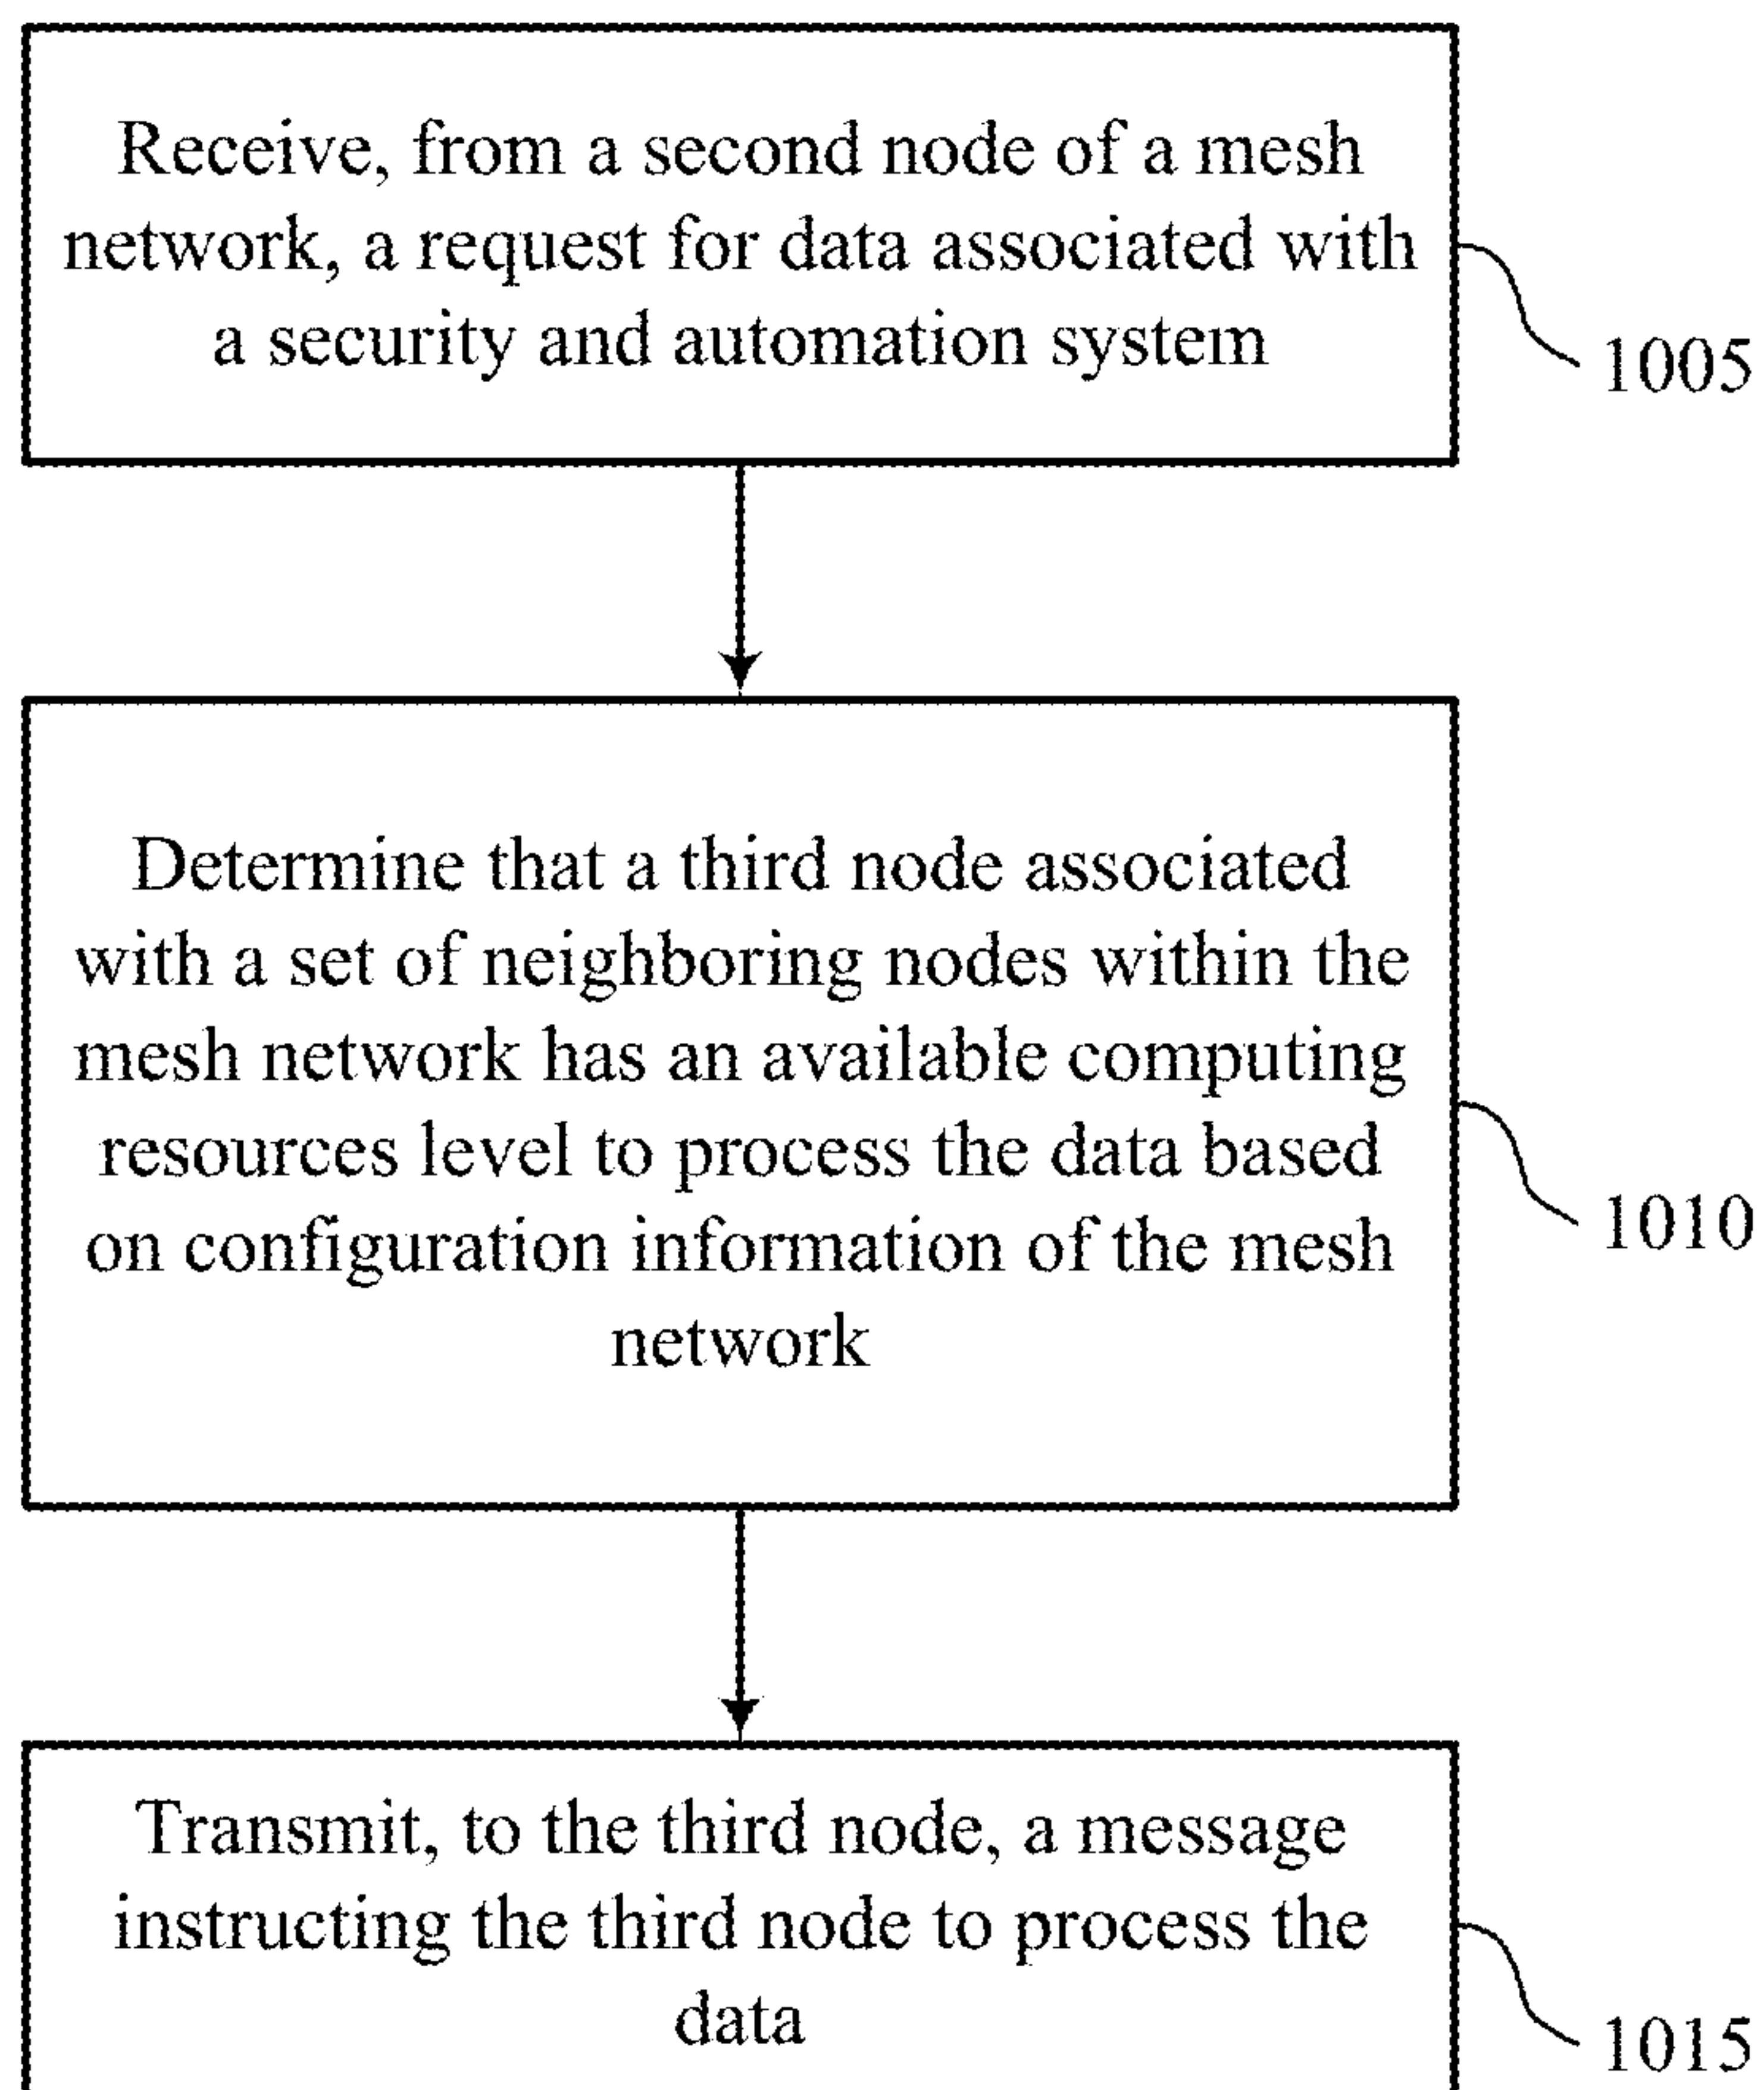 Receive, from a second node of a mesh
network, a request for data associated with
a security and automation system
1005
Determine that a third node associated
with a set of neighboring nodes within the
mesh network has an available computing
resources level to process the data based
on configuration information of the mesh
network
1010
Transmit, to the third node, a message
instructing the third node to process the
data
1015